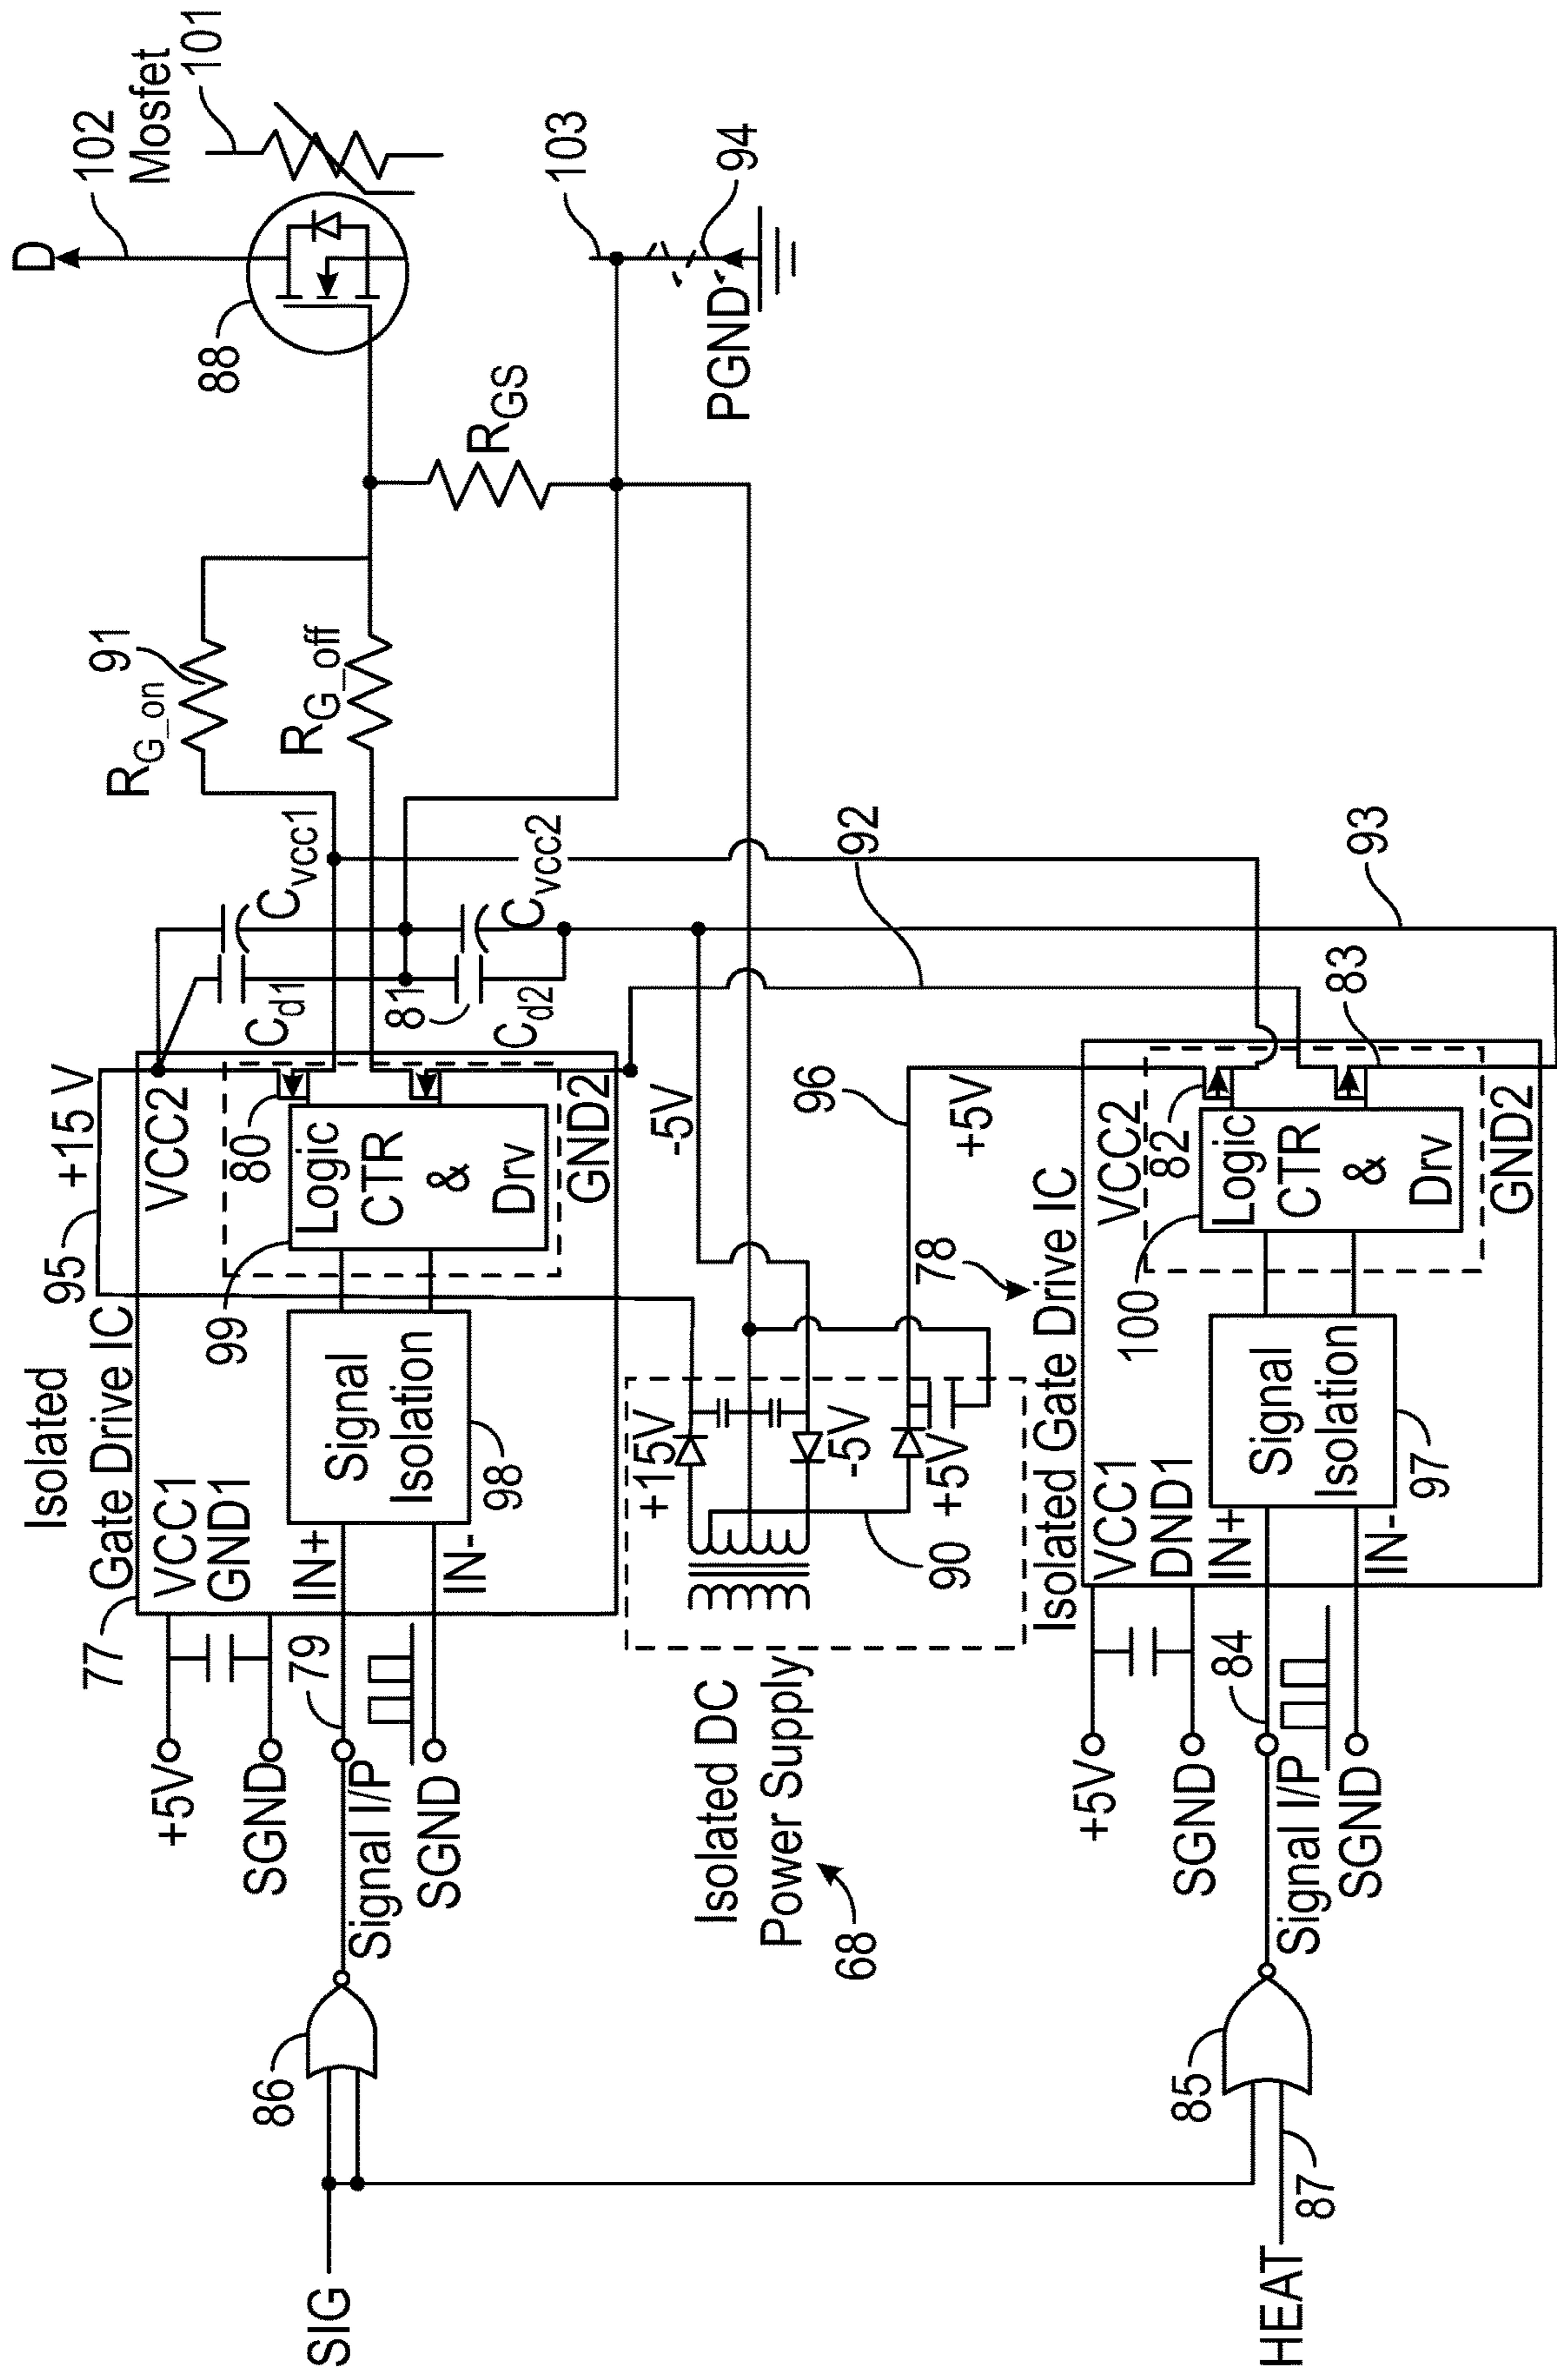 SIG
86
Signal I/P
79
+5V
SGND
SGND
77
Isolated
Gate Drive IC
VCC1
GND1
IN+
IN-
Signal
Isolation
98
99
95
+15 V
VCC2
80
Logic
CTR
&
Drv
GND2
Cd1
Cvcc1
81
Cd2
Cvcc2
RG_on
91
RG_off
RGS
88
D
102
Mosfet
101
103
94
PGND
Isolated DC
Power Supply
68
+15V
-5V
+5V
90
-5V
96
+5V
92
93
HEAT
87
85
Signal I/P
84
+5V
SGND
SGND
78
Isolated Gate Drive IC
VCC1
DND1
IN+
IN-
Signal
Isolation
97
100
VCC2
82
Logic
CTR
&
Drv
83
GND2